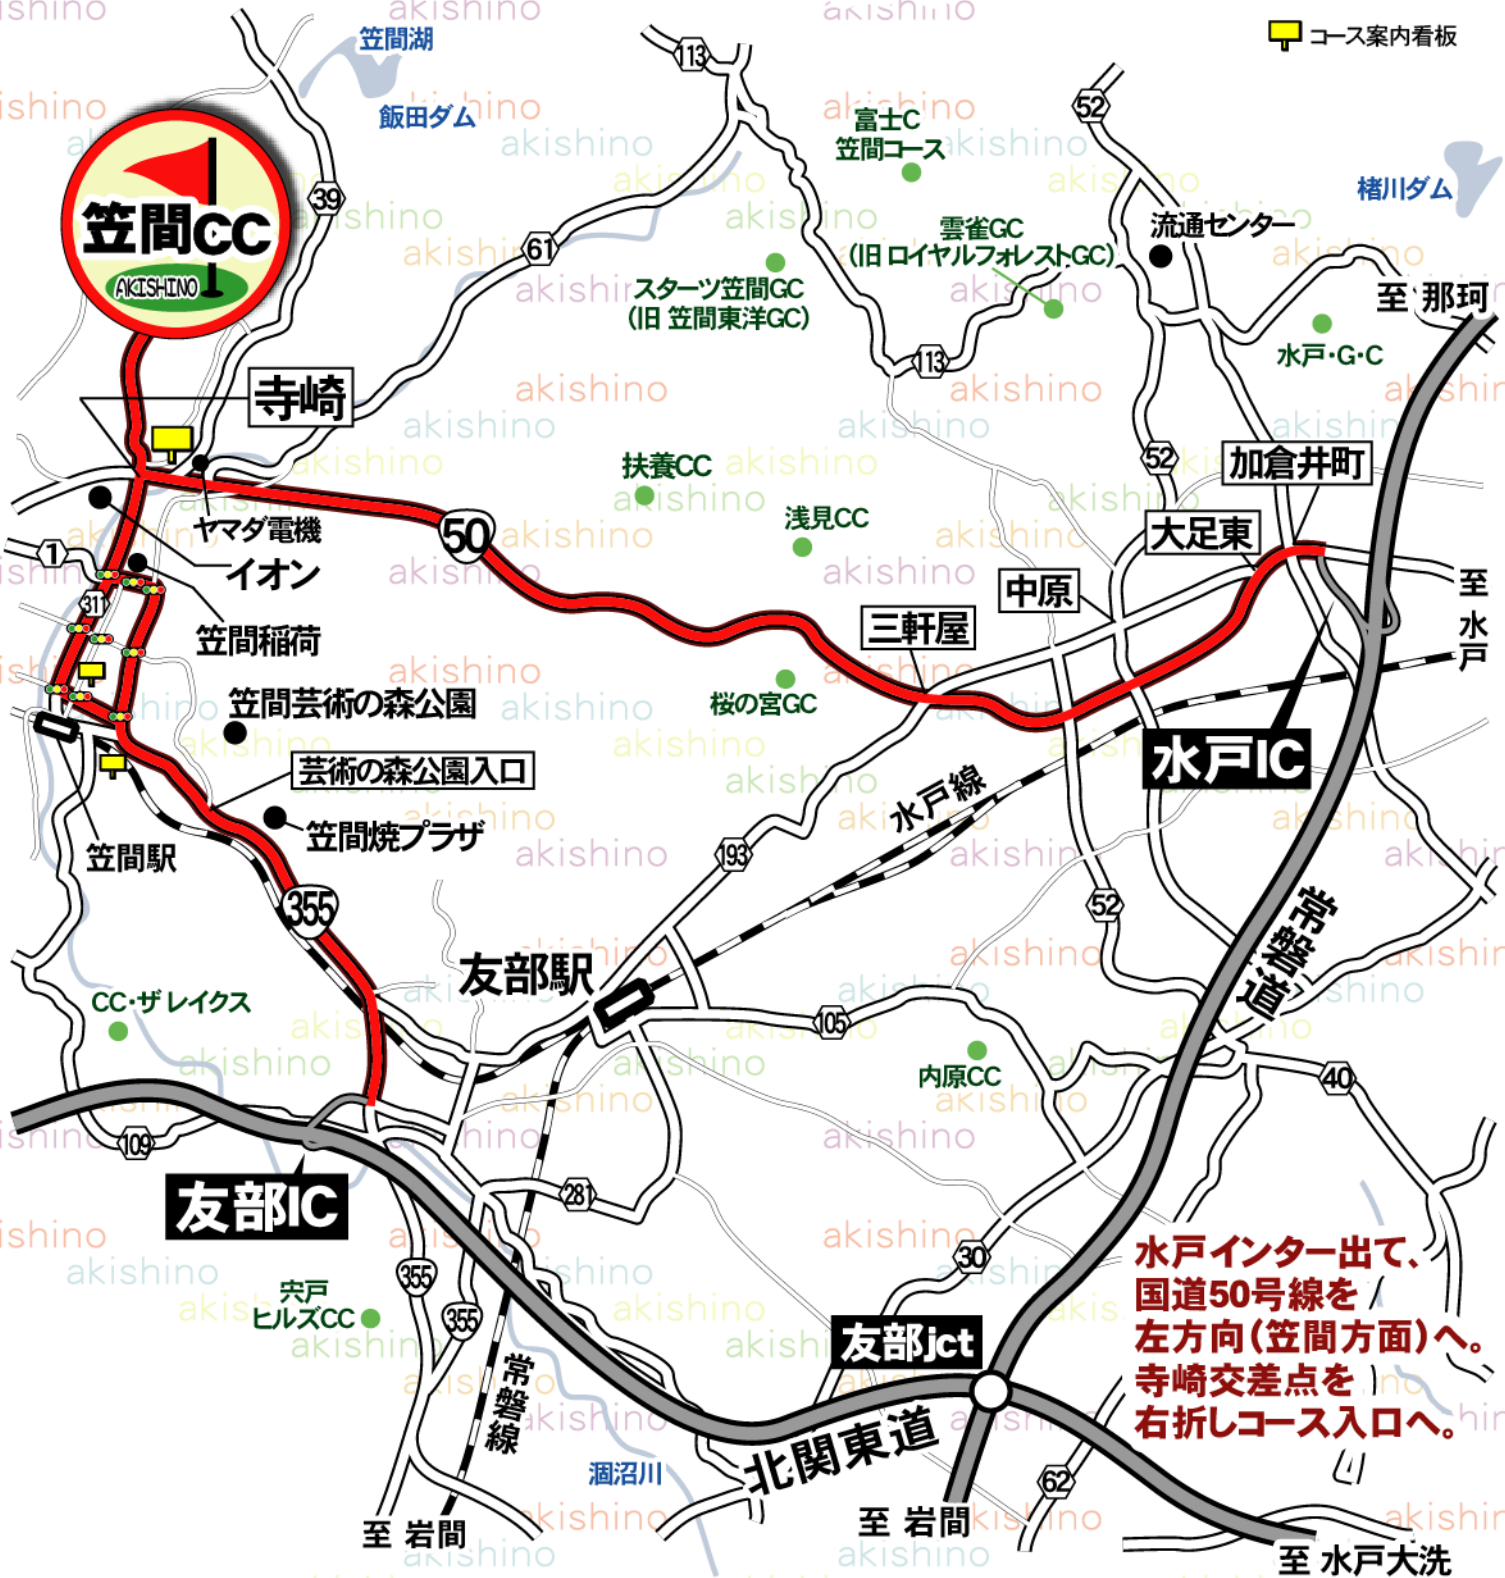 コース案内看板
笠間湖
飯田ダム
113
52
富士C
笠間コース
楮川ダム
39
笠間CC
AKISHINO
61
流通センター
雲雀GC
(旧 ロイヤルフォレストGC)
スターツ笠間GC
(旧 笠間東洋GC)
至 那珂
水戸・G・C
113
寺崎
52
加倉井町
扶養CC
浅見CC
大足東
ヤマダ電機
50
1
イオン
中原
至 水戸
311
笠間稲荷
三軒屋
桜の宮GC
笠間芸術の森公園
水戸IC
芸術の森公園入口
水戸線
笠間焼プラザ
笠間駅
193
355
52
常磐道
友部駅
CC・ザ レイクス
105
内原CC
40
109
友部IC
281
30
355
355
宍戸
ヒルズCC
水戸インター出て、
国道50号線を
左方向(笠間方面)へ。
寺崎交差点を
右折しコース入口へ。
友部jct
常磐線
北関東道
涸沼川
62
至 岩間
至 岩間
至 水戸大洗
akishino